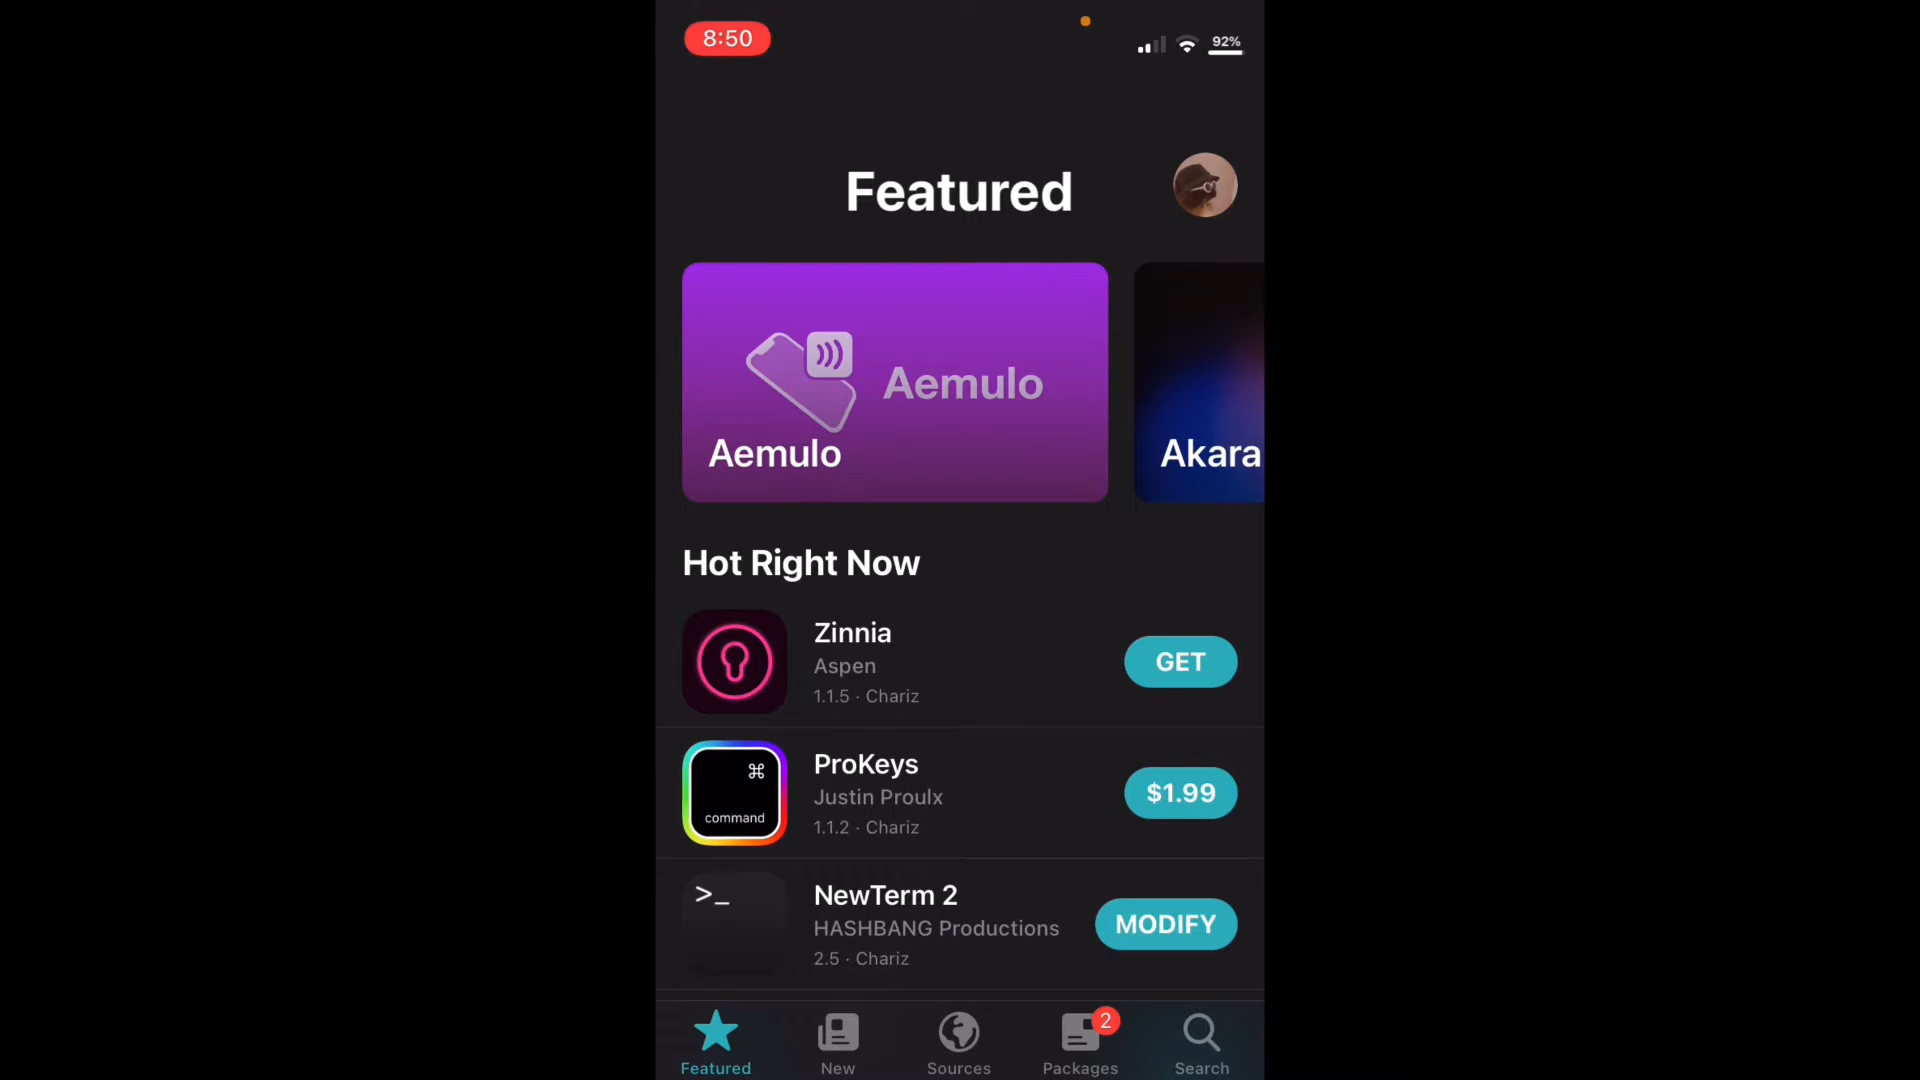 8:50
92%
Featured
Aemulo
Aemulo
Akara
Hot Right Now
Zinnia
Aspen
1.1.5 · Chariz
GET
⌘
command
ProKeys
Justin Proulx
1.1.2 · Chariz
$1.99
>_
NewTerm 2
HASHBANG Productions
2.5 · Chariz
MODIFY
2
Featured
New
Sources
Packages
Search